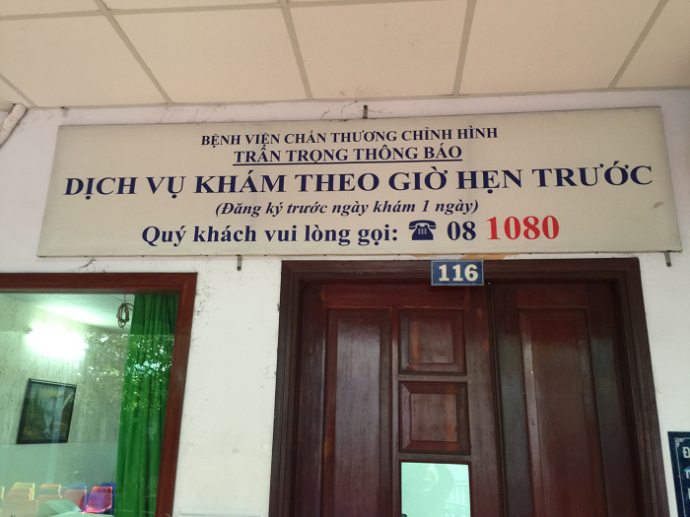 BỆNH VIỆN CHẤN THƯƠNG CHỈNH HÌNH
TRÂN TRỌNG THÔNG BÁO
DỊCH VỤ KHÁM THEO GIỜ HẸN TRƯỚC
(Đăng ký trước ngày khám 1 ngày)
Quý khách vui lòng gọi: ☎ 08 1080
116